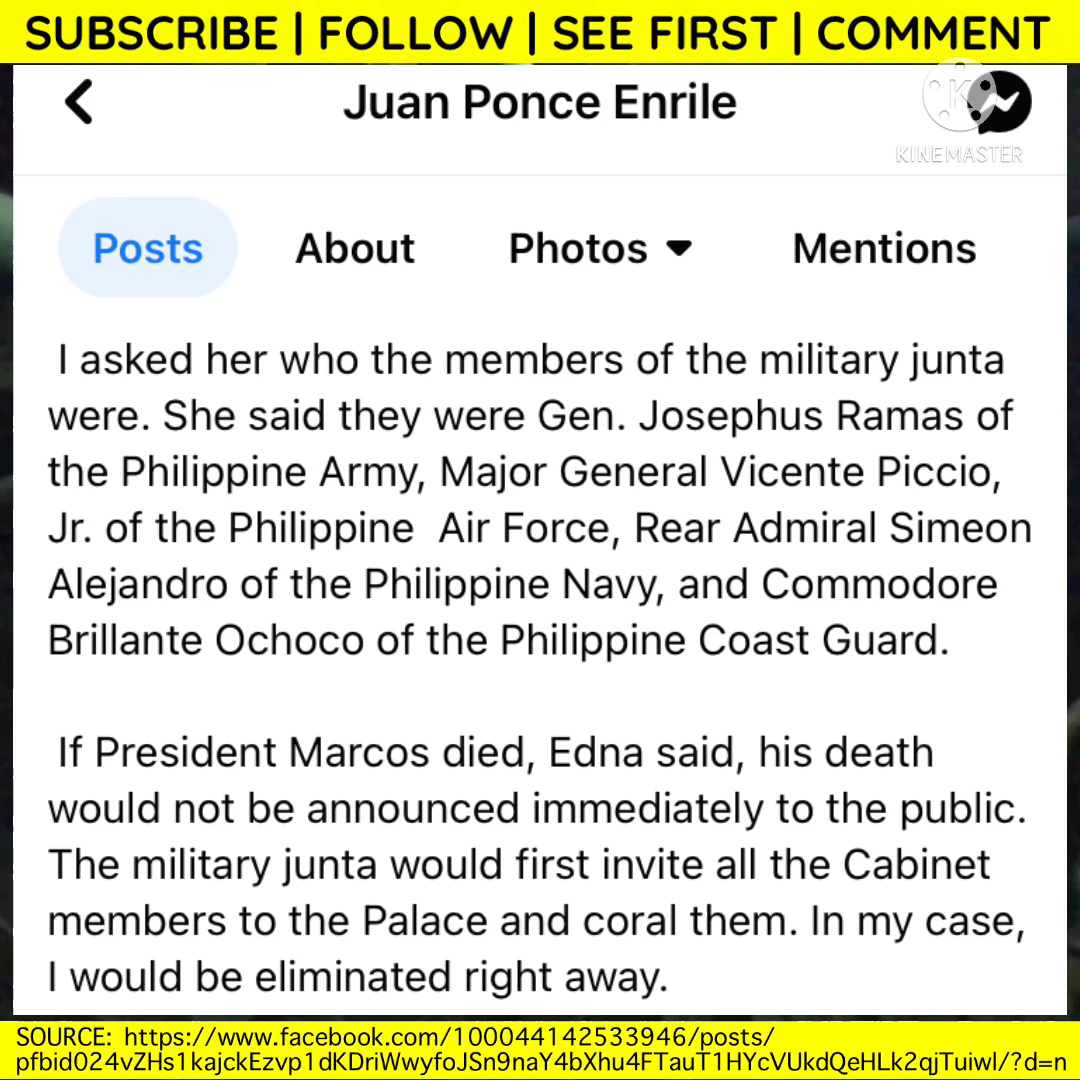 SUBSCRIBE | FOLLOW | SEE FIRST | COMMENT
Juan Ponce Enrile
K
KINEMASTER
Posts
About
Photos
Mentions
I asked her who the members of the military junta
were. She said they were Gen. Josephus Ramas of
the Philippine Army, Major General Vicente Piccio,
Jr. of the Philippine Air Force, Rear Admiral Simeon
Alejandro of the Philippine Navy, and Commodore
Brillante Ochoco of the Philippine Coast Guard.
If President Marcos died, Edna said, his death
would not be announced immediately to the public.
The military junta would first invite all the Cabinet
members to the Palace and coral them. In my case,
I would be eliminated right away.
SOURCE: https://www.facebook.com/100044142533946/posts/
pfbid024vZHs1kajckEzvp1dKDriWwyfoJSn9naY4bXhu4FTauT1HYcVUkdQeHLk2qjTuiwl/?d=n